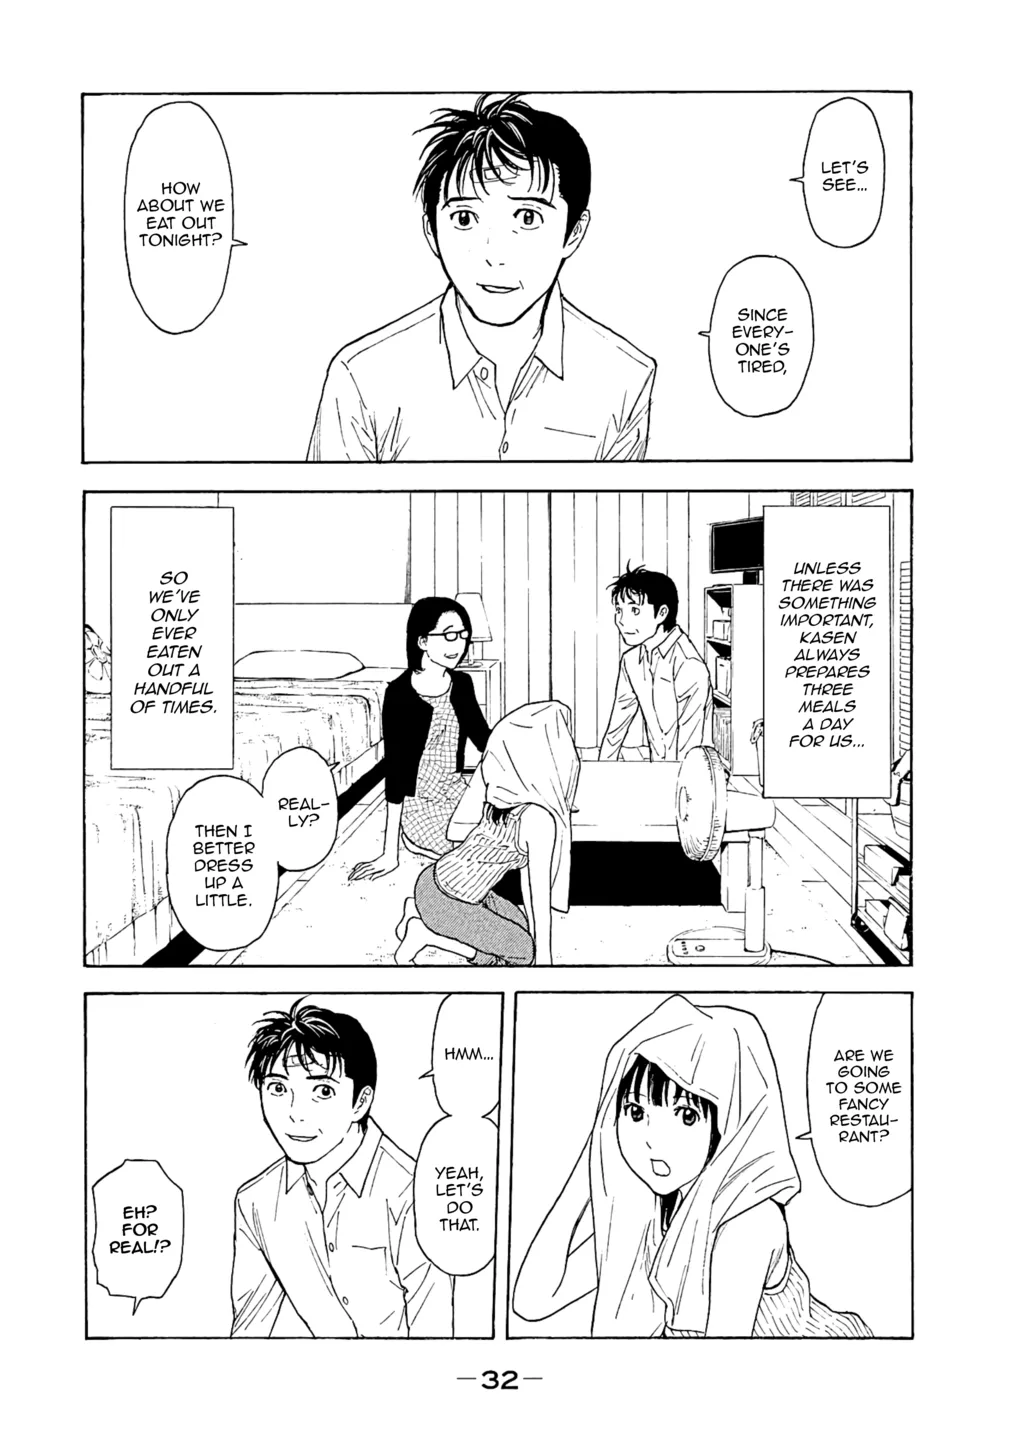 LET'S
SEE...
SINCE
EVERY-
ONE'S
TIRED,
HOW
ABOUT WE
EAT OUT
TONIGHT?
UNLESS
THERE WAS
SOMETHING
IMPORTANT,
KASEN
ALWAYS
PREPARES
THREE
MEALS
A DAY
FOR US...
SO
WE'VE
ONLY
EVER
EATEN
OUT A
HANDFUL
OF TIMES.
REAL-
LY?
THEN I
BETTER
DRESS
UP A
LITTLE.
ARE WE
GOING
TO SOME
FANCY
RESTAU-
RANT?
HMM...
YEAH,
LET'S
DO
THAT.
EH?
FOR
REAL!?
—32—